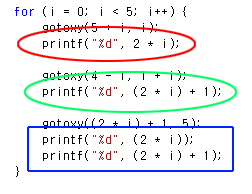 for (i = 0; i < 5; i++) {
gotoxy(5 + i, i);
printf("%d", 2 * i);
gotoxy(4 - i, 1 + i);
printf("%d", (2 * i) + 1);
gotoxy((2 * i) + 1, 5);
printf("%d", (2 * i));
printf("%d", (2 * i) + 1);
}